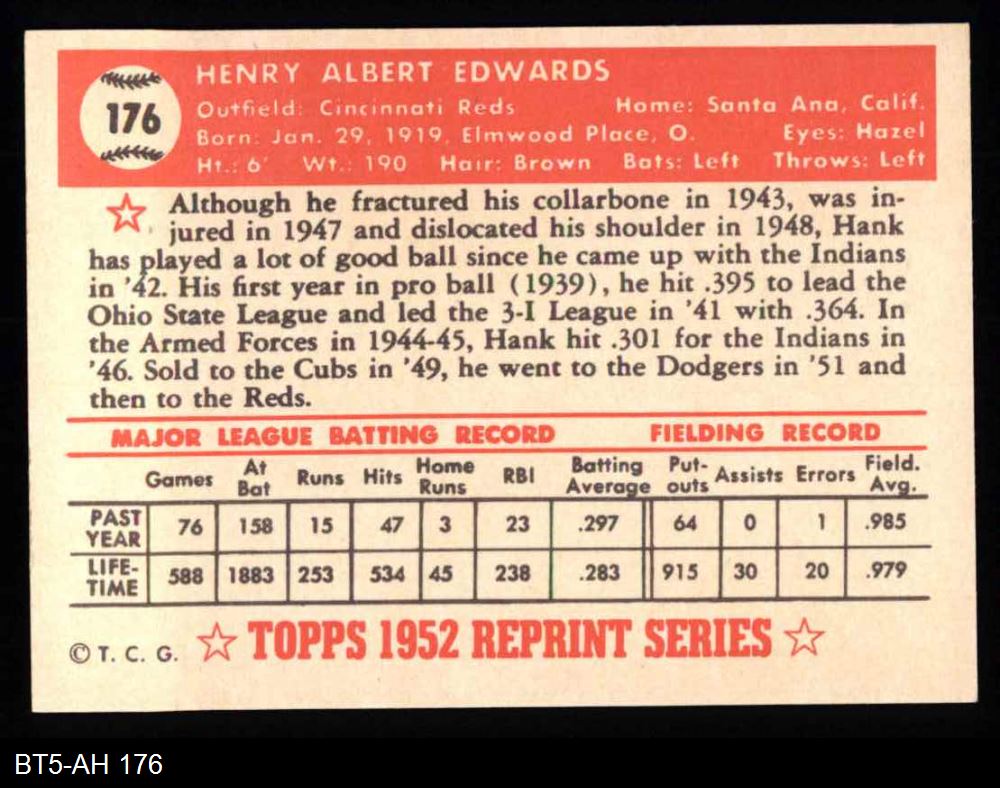 176
HENRY ALBERT EDWARDS
Outfield: Cincinnati Reds Home: Santa Ana, Calif.
Born: Jan. 29, 1919, Elmwood Place, O. Eyes: Hazel
Ht.: 6' Wt.: 190 Hair: Brown Bats: Left Throws: Left
Although he fractured his collarbone in 1943, was in-
jured in 1947 and dislocated his shoulder in 1948, Hank
has played a lot of good ball since he came up with the Indians
in '42. His first year in pro ball (1939), he hit .395 to lead the
Ohio State League and led the 3-I League in '41 with .364. In
the Armed Forces in 1944-45, Hank hit .301 for the Indians in
'46. Sold to the Cubs in '49, he went to the Dodgers in '51 and
then to the Reds.
MAJOR LEAGUE BATTING RECORD FIELDING RECORD
Games At Bat Runs Hits Home Runs RBI Batting Average Put-outs Assists Errors Field. Avg.
PAST YEAR 76 158 15 47 3 23 .297 64 0 1 .985
LIFE-TIME 588 1883 253 534 45 238 .283 915 30 20 .979
© T. C. G. ☆ TOPPS 1952 REPRINT SERIES ☆
BT5-AH 176